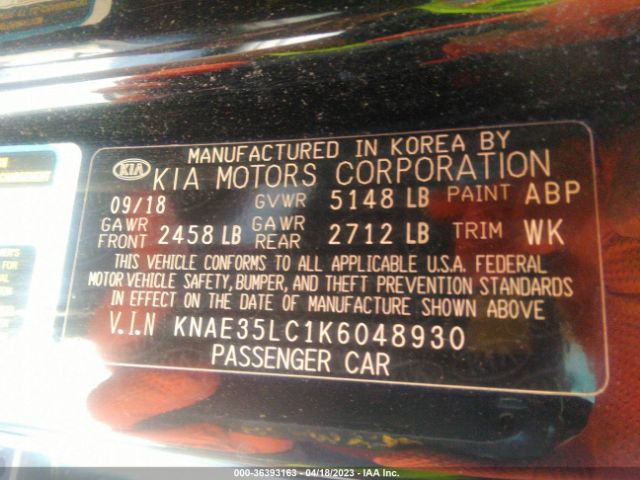 MANUFACTURED IN KOREA BY
KIA KIA MOTORS CORPORATION
09/18 GVWR 5148 LB PAINT ABP
GAWR FRONT 2458 LB GAWR REAR 2712 LB TRIM WK
THIS VEHICLE CONFORMS TO ALL APPLICABLE U.S.A. FEDERAL
MOTOR VEHICLE SAFETY, BUMPER, AND THEFT PREVENTION STANDARDS
IN EFFECT ON THE DATE OF MANUFACTURE SHOWN ABOVE
V.I.N KNAE35LC1K6048930
PASSENGER CAR
000-36393163 - 04/18/2023 - IAA Inc.